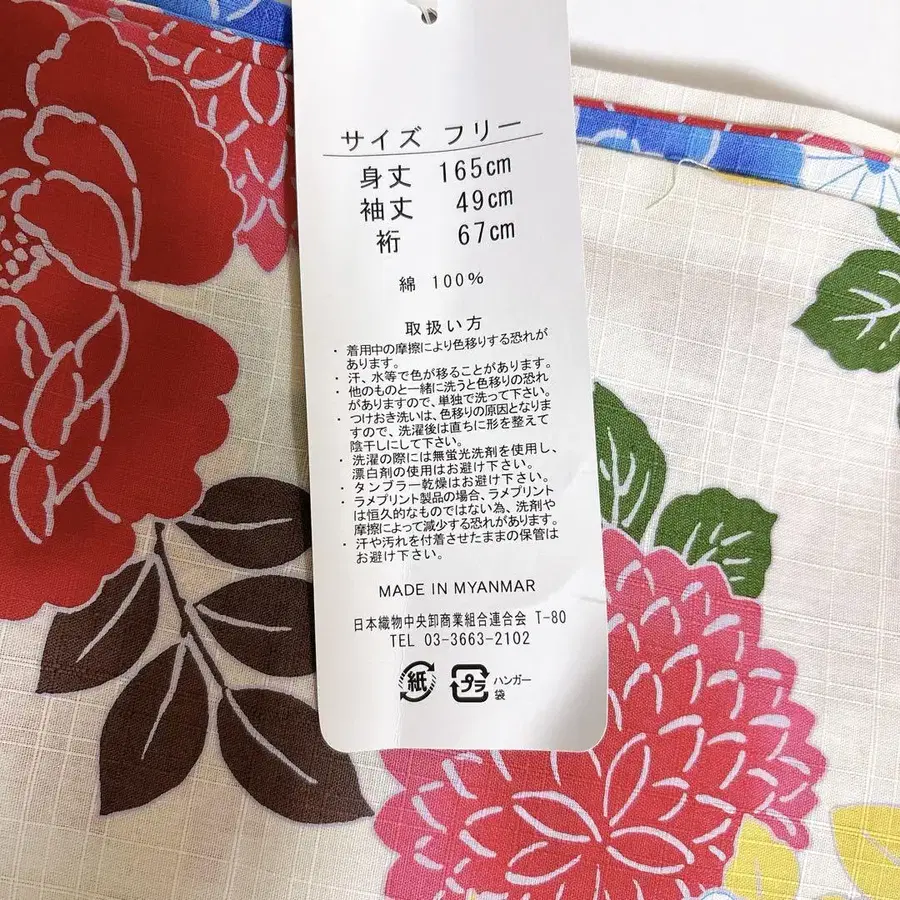 サイズ フリー
身丈 165cm
袖丈 49cm
裄 67cm
綿 100%
取扱い方
・着用中の摩擦により色移りする恐れが
あります。
・汗、水等で色が移ることがあります。
・他のものと一緒に洗うと色移りの恐れ
がありますので、単独で洗って下さい。
・つけおき洗いは、色移りの原因となりま
すので、洗濯後は直ちに形を整えて
陰干しにして下さい。
・洗濯の際には無蛍光洗剤を使用し、
漂白剤の使用はお避け下さい。
・タンブラー乾燥はお避け下さい。
・ラメプリント製品の場合、ラメプリント
は恒久的なものではない為、洗剤や
摩擦によって減少する恐れがあります。
・汗や汚れを付着させたままの保管は
お避け下さい。
MADE IN MYANMAR
日本織物中央卸商業組合連合会 T-80
TEL 03-3663-2102
紙 プラ ハンガー
袋